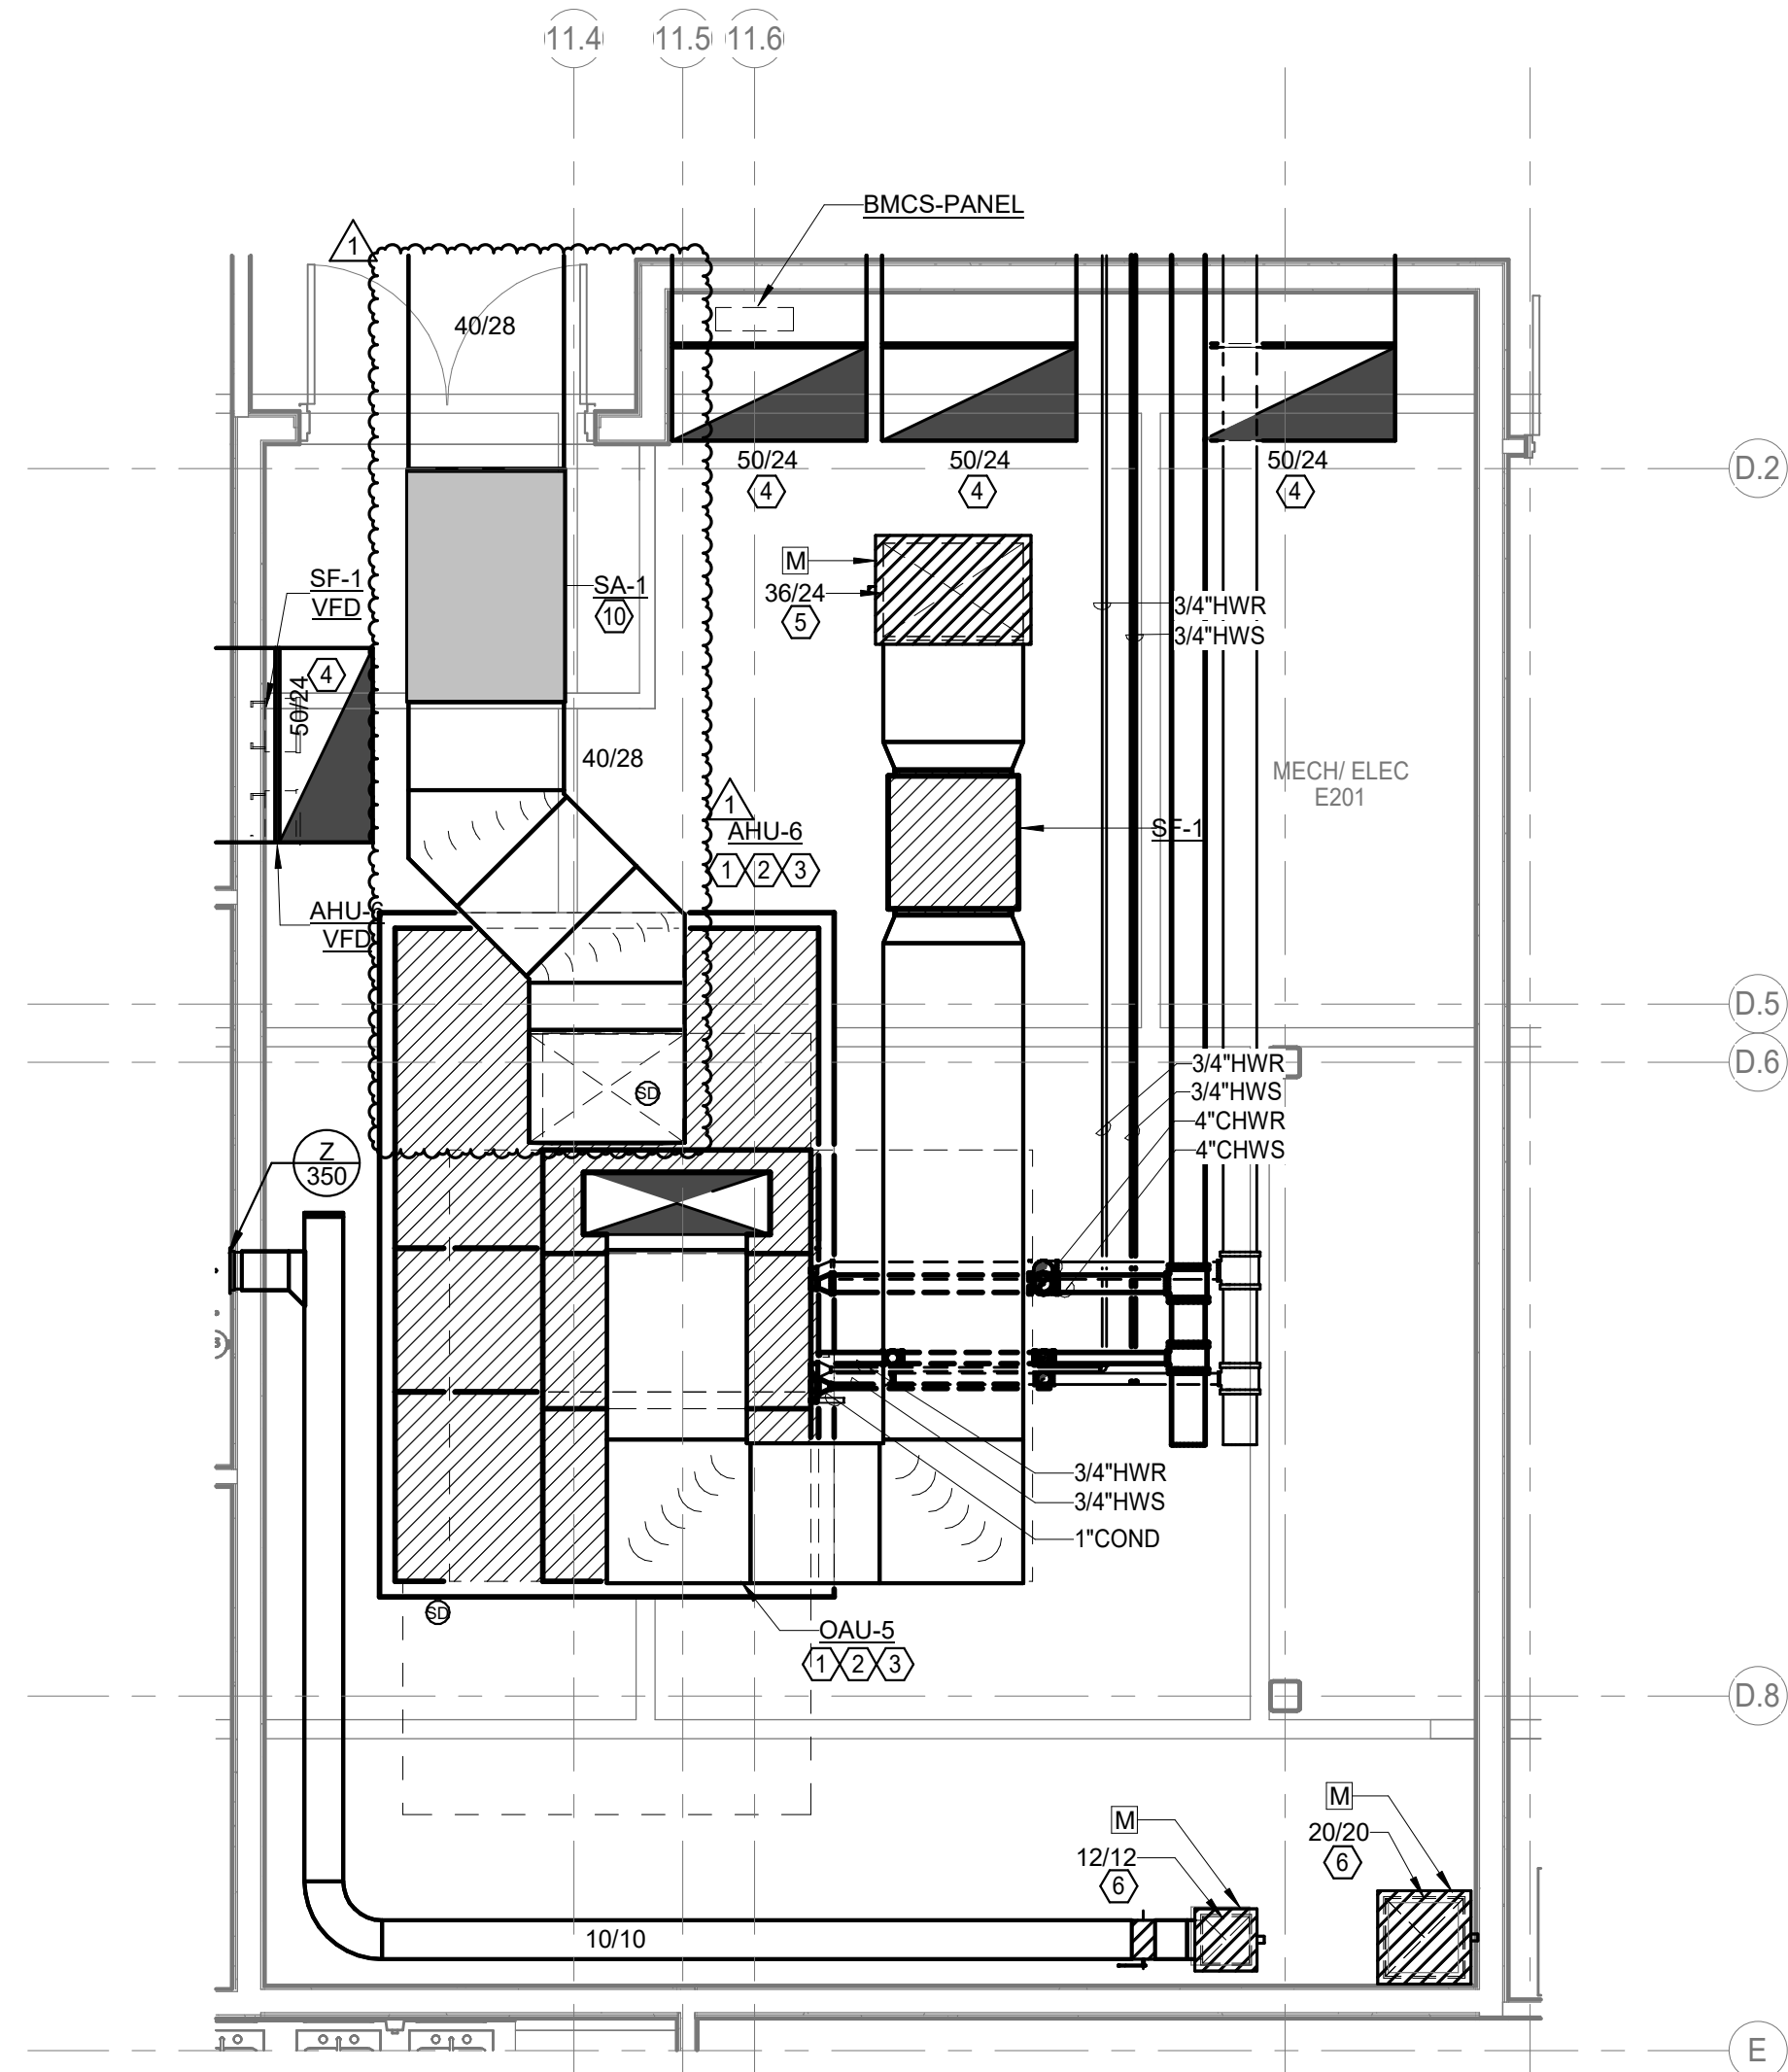 11.4
11.5
11.6
BMCS-PANEL
1
40/28
50/24
4
50/24
4
50/24
4
D.2
M
36/24
5
SF-1
VFD
SA-1
10
3/4"HWR
3/4"HWS
4
50/24
40/28
MECH/ ELEC
E201
1
AHU-6
1 2 3
SF-1
AHU-6
VFD
D.5
D.6
3/4"HWR
3/4"HWS
4"CHWR
4"CHWS
SD
Z
350
3/4"HWR
3/4"HWS
1"COND
SD
OAU-5
1 2 3
D.8
M
20/20
6
M
12/12
6
10/10
E